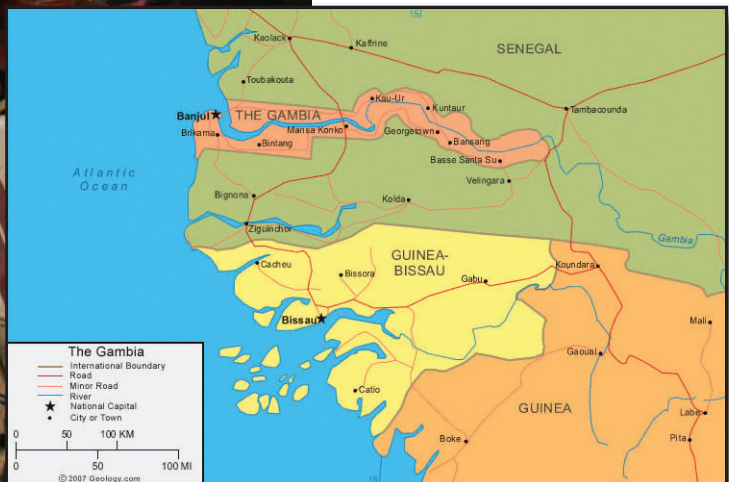 15
Kaolack
Kaffrine
SENEGAL
Toubakouta
Kau-Ur
Kuntaur
Tambacounda
Banjul
THE GAMBIA
Brikama
Mansa Konko
Georgetown
Bintang
Bansang
Basse Santa Su
Atlantic
Ocean
Velingara
Bignona
Kolda
Ziguinchor
Gambia
GUINEA-
BISSAU
Cacheu
Bissora
Gabu
Koundara
Bissau
Mali
Gaoual
Catio
GUINEA
Labe
Boke
Pita
15
The Gambia
International Boundary
Road
Minor Road
River
National Capital
City or Town
0 50 100 KM
0 50 100 MI
© 2007 Geology.com